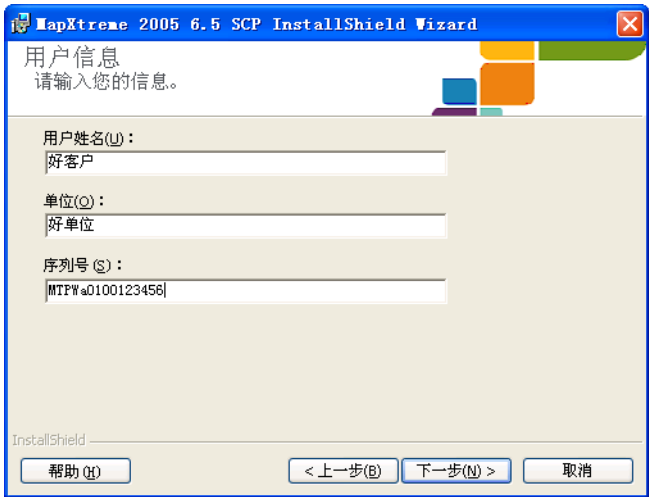 MapXtreme 2005 6.5 SCP InstallShield Wizard
用户信息
请输入您的信息。
用户姓名(U)：
好客户
单位(O)：
好单位
序列号(S)：
MTPWa0100123456
InstallShield
帮助(H)
<上一步(B)
下一步(N) >
取消